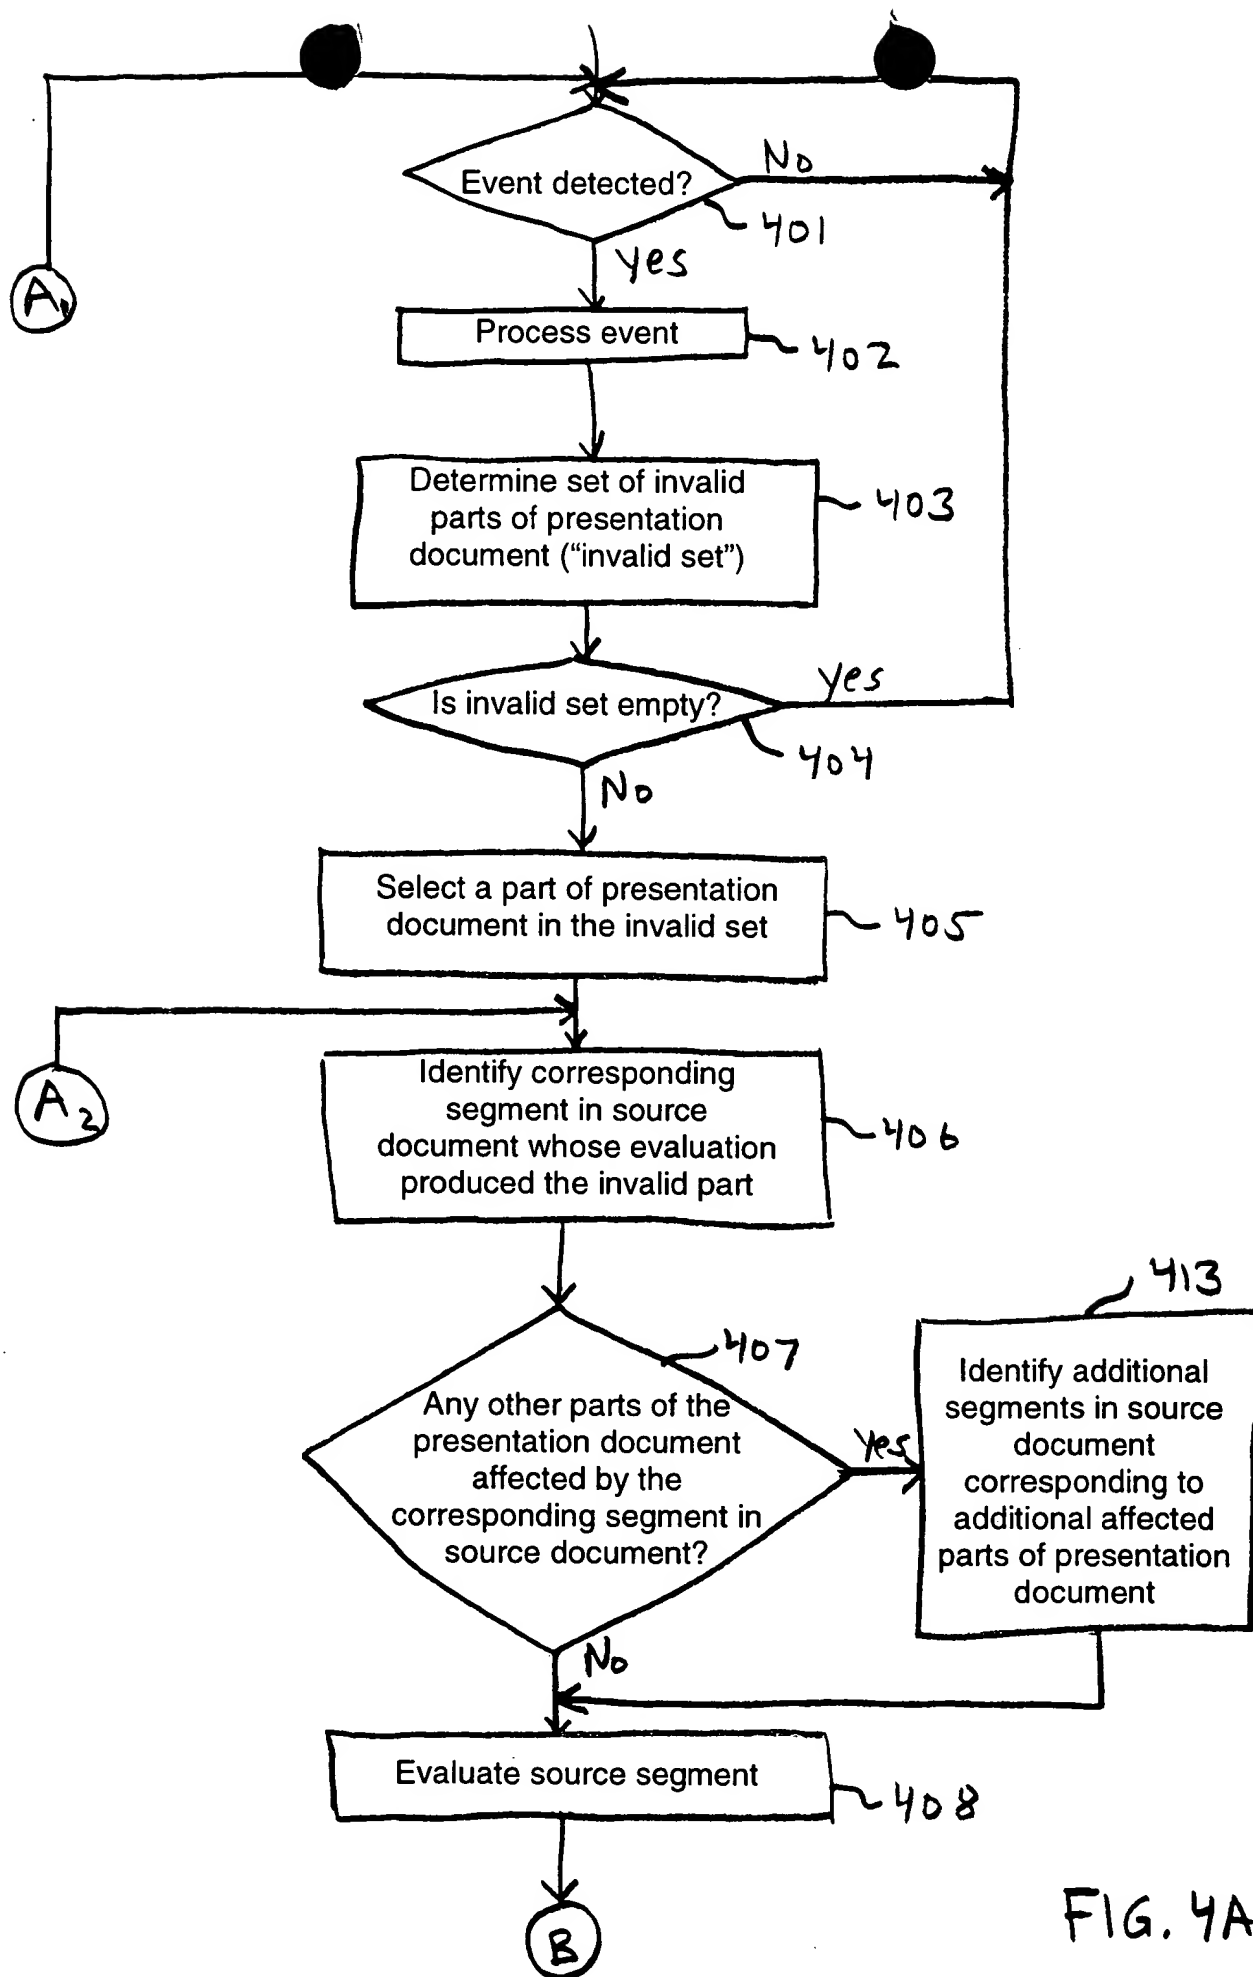 Event detected?
No
401
yes
A1
Process event
402
Determine set of invalid
parts of presentation
document (“invalid set”)
403
Is invalid set empty?
yes
404
No
Select a part of presentation
document in the invalid set
405
A2
Identify corresponding
segment in source
document whose evaluation
produced the invalid part
406
407
413
Any other parts of the
presentation document
affected by the
corresponding segment in
source document?
yes
Identify additional
segments in source
document
corresponding to
additional affected
parts of presentation
document
No
Evaluate source segment
408
B
FIG. 4A